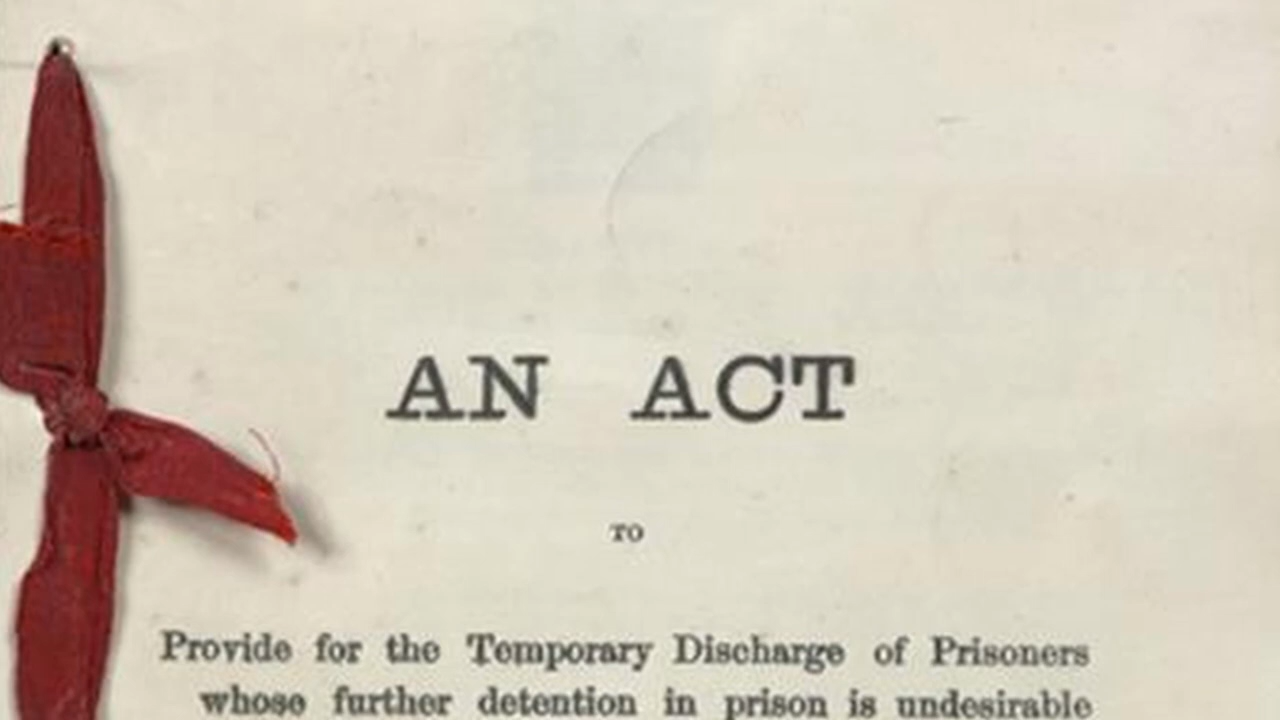 AN ACT
TO
Provide for the Temporary Discharge of Prisoners
whose further detention in prison is undesirable